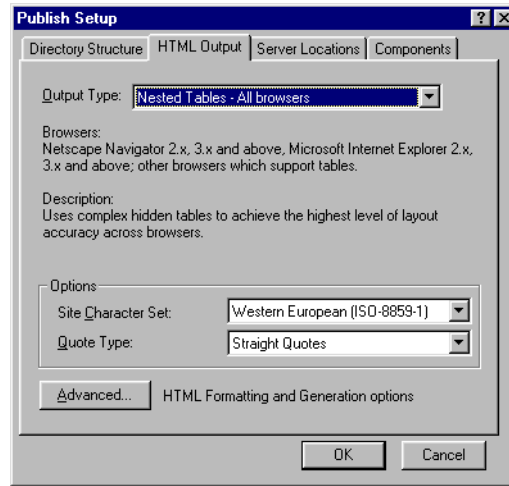 Publish Setup
Directory Structure HTML Output Server Locations Components
Output Type: Nested Tables - All browsers
Browsers:
Netscape Navigator 2.x, 3.x and above, Microsoft Internet Explorer 2.x,
3.x and above; other browsers which support tables.
Description:
Uses complex hidden tables to achieve the highest level of layout
accuracy across browsers.
Options
Site Character Set: Western European (ISO-8859-1)
Quote Type: Straight Quotes
Advanced... HTML Formatting and Generation options
OK Cancel